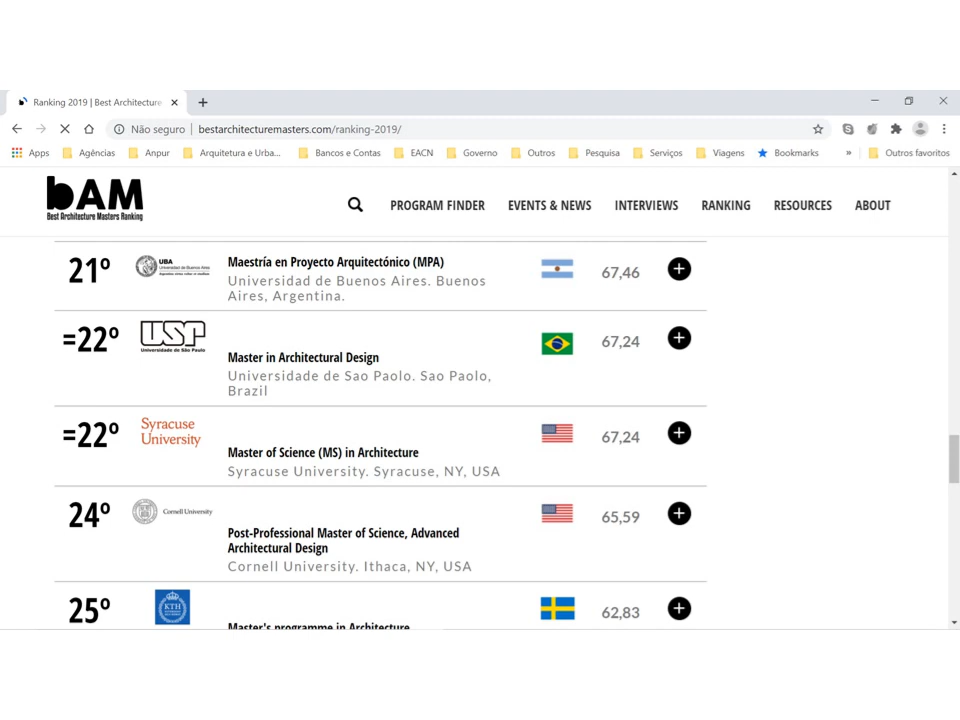 Ranking 2019 | Best Architecture
Não seguro | bestarchitecturemasters.com/ranking-2019/
Apps Agências Anpur Arquitetura e Urba... Bancos e Contas EACN Governo Outros Pesquisa Serviços Viagens Bookmarks » Outros favoritos
bAM
Best Architecture Masters Ranking
PROGRAM FINDER EVENTS & NEWS INTERVIEWS RANKING RESOURCES ABOUT
21º
UBA
Universidad de Buenos Aires
Maestría en Proyecto Arquitectónico (MPA)
Universidad de Buenos Aires. Buenos
Aires, Argentina.
67,46
=22º
USP
Universidade de São Paulo
Master in Architectural Design
Universidade de Sao Paolo. Sao Paolo,
Brazil
67,24
=22º
Syracuse
University
Master of Science (MS) in Architecture
Syracuse University. Syracuse, NY, USA
67,24
24º
Cornell University
Post-Professional Master of Science, Advanced
Architectural Design
Cornell University. Ithaca, NY, USA
65,59
25º
KTH
Master's programme in Architecture
62,83